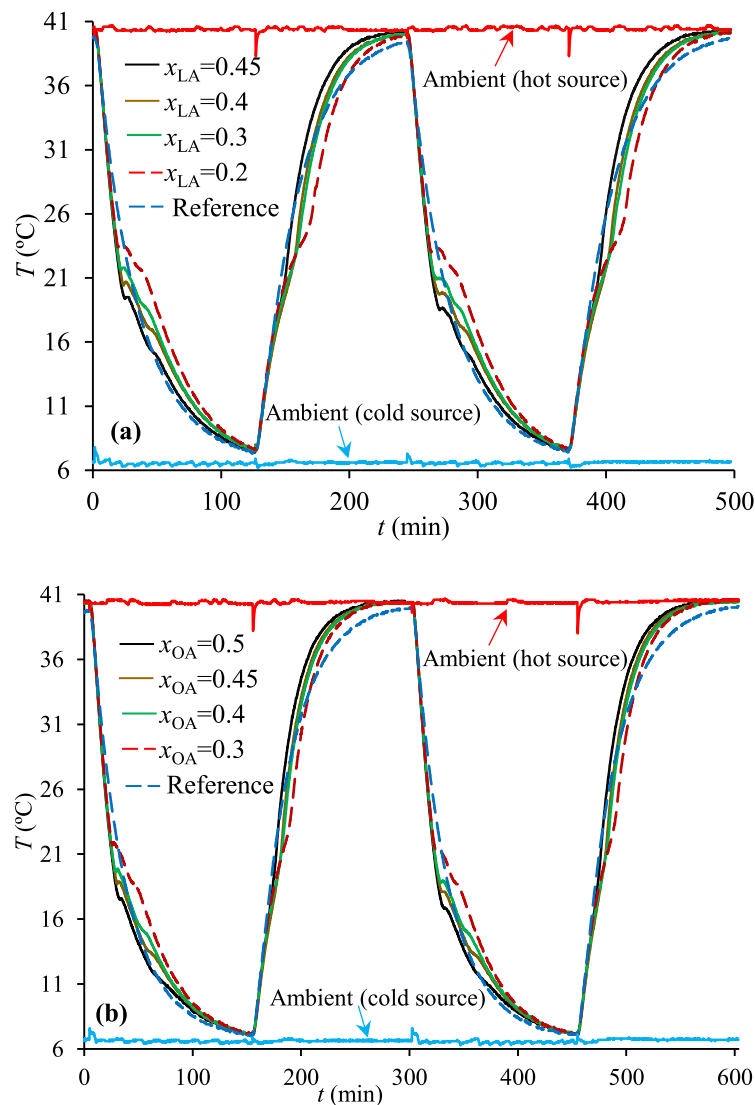 41
36
31
26
21
16
11
6
T (ºC)
xLA=0.45
xLA=0.4
xLA=0.3
xLA=0.2
Reference
Ambient (hot source)
Ambient (cold source)
(a)
0 100 200 300 400 500
t (min)
41
36
31
26
21
16
11
6
T (ºC)
xOA=0.5
xOA=0.45
xOA=0.4
xOA=0.3
Reference
Ambient (hot source)
Ambient (cold source)
(b)
0 100 200 300 400 500 600
t (min)